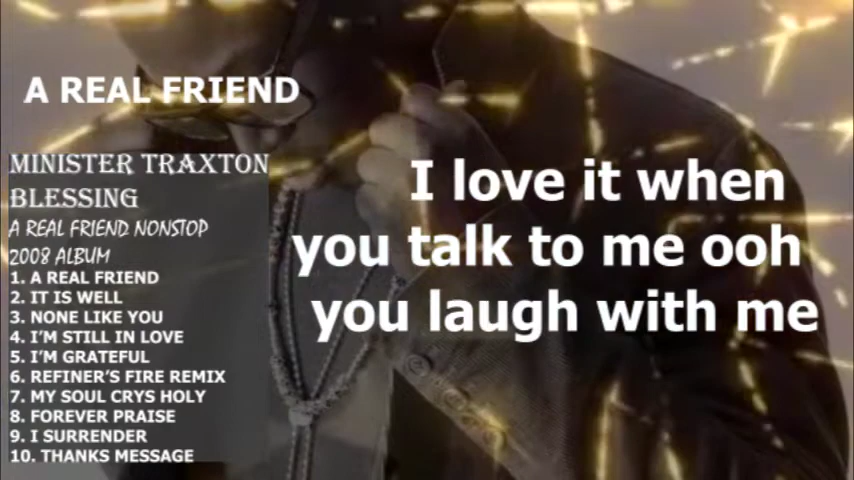 A REAL FRIEND
MINISTER TRAXTON
BLESSING
A REAL FRIEND NONSTOP
2008 ALBUM
1. A REAL FRIEND
2. IT IS WELL
3. NONE LIKE YOU
4. I'M STILL IN LOVE
5. I'M GRATEFUL
6. REFINER'S FIRE REMIX
7. MY SOUL CRYS HOLY
8. FOREVER PRAISE
9. I SURRENDER
10. THANKS MESSAGE
I love it when
you talk to me ooh
you laugh with me